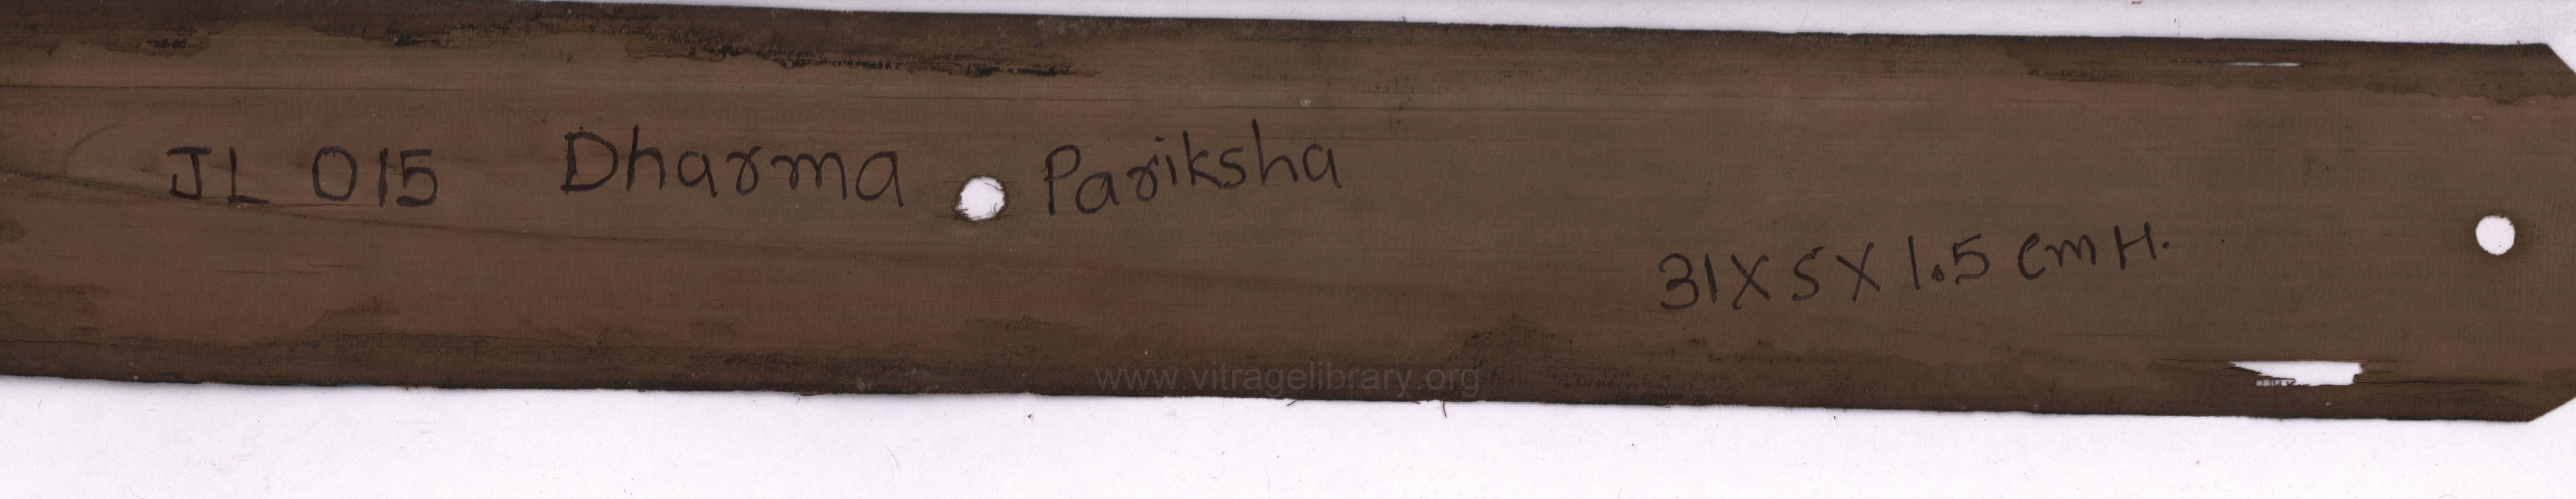 JL 015 Dharma Pariksha
31X5X1.5 cm H.
www.vitragelibrary.org